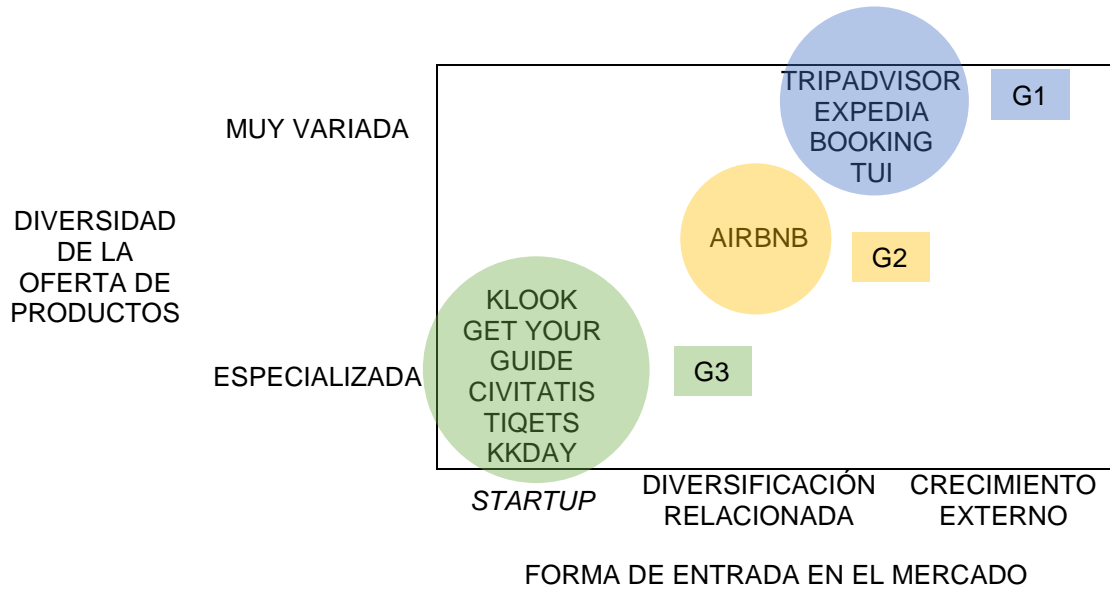 MUY VARIADA
DIVERSIDAD
DE LA
OFERTA DE
PRODUCTOS
ESPECIALIZADA
TRIPADVISOR
EXPEDIA
BOOKING
TUI
G1
AIRBNB
G2
KLOOK
GET YOUR
GUIDE
CIVITATIS
TIQETS
KKDAY
G3
STARTUP
DIVERSIFICACIÓN
RELACIONADA
CRECIMIENTO
EXTERNO
FORMA DE ENTRADA EN EL MERCADO